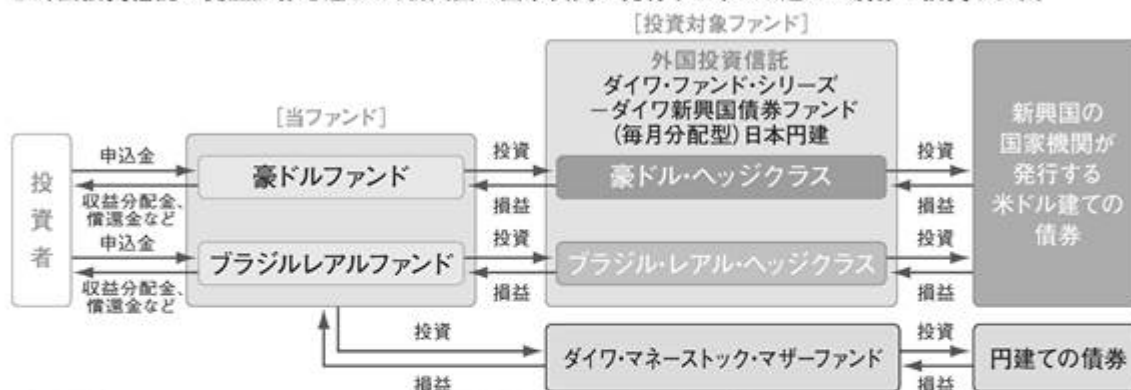 [投資対象ファンド]
外国投資信託
ダイワ・ファンド・シリーズ
－ダイワ新興国債券ファンド
(毎月分配型)日本円建
[当ファンド]
新興国の
国家機関が
発行する
米ドル建ての
債券
投資者
申込金
収益分配金、
償還金など
豪ドルファンド
投資
損益
豪ドル・ヘッジクラス
投資
損益
申込金
収益分配金、
償還金など
ブラジルレアルファンド
投資
損益
ブラジル・レアル・ヘッジクラス
投資
損益
投資
損益
ダイワ・マネーストック・マザーファンド
投資
損益
円建ての債券